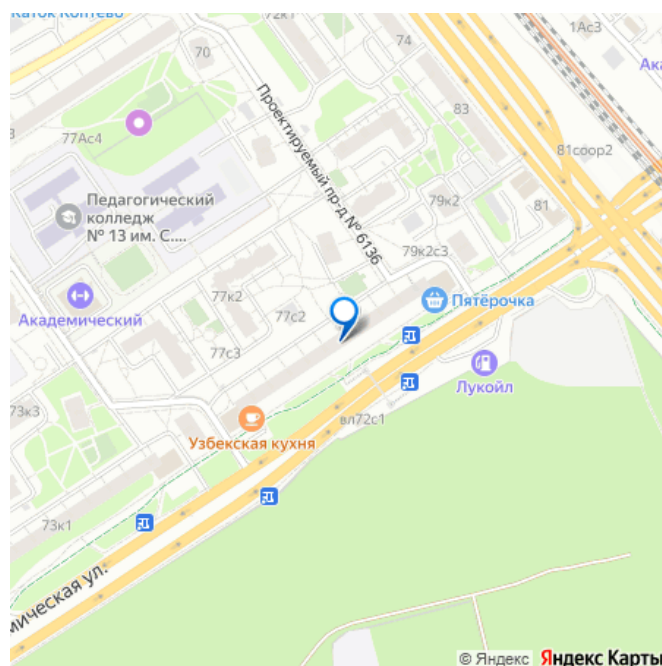 Каток Коптево
72к1
70
74
1Ас3
Ака
77Ас4
83
81соор2
Проектируемый пр-д № 6136
Педагогический
колледж
№ 13 им. С....
79к2
81
79к2с3
77к2
Академический
77с2
Пятёрочка
77с3
Лукойл
73к3
вл72с1
Узбекская кухня
73к1
мическая ул.
© Яндекс Яндекс Карты